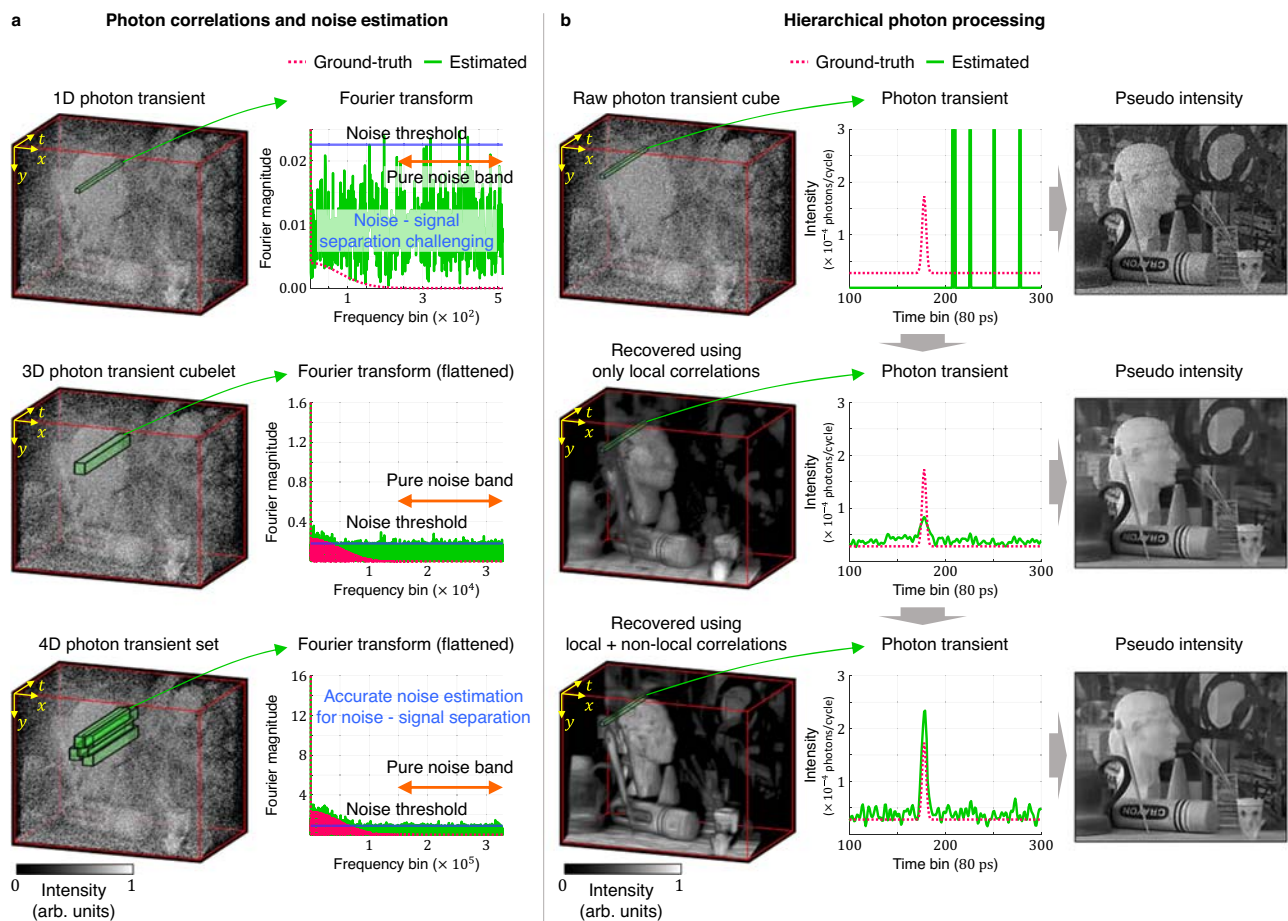 a
Photon correlations and noise estimation
Ground-truth
Estimated
1D photon transient
Fourier transform
t
x
y
Noise threshold
Pure noise band
Noise - signal
separation challenging
Fourier magnitude
0.02
0.01
0.00
1
3
5
Frequency bin (× 10²)
3D photon transient cubelet
Fourier transform (flattened)
t
x
y
Pure noise band
Noise threshold
Fourier magnitude
1.6
1.2
0.8
0.4
1
2
3
Frequency bin (× 10⁴)
4D photon transient set
Fourier transform (flattened)
t
x
y
Accurate noise estimation
for noise - signal separation
Pure noise band
Noise threshold
Fourier magnitude
16
12
8
4
1
2
3
Frequency bin (× 10⁵)
0
1
Intensity
(arb. units)
b
Hierarchical photon processing
Ground-truth
Estimated
Raw photon transient cube
Photon transient
Pseudo intensity
t
x
y
Intensity
(× 10⁻⁴ photons/cycle)
3
2
1
100
200
300
Time bin (80 ps)
CRAYON
Recovered using
only local correlations
Photon transient
Pseudo intensity
t
x
y
Intensity
(× 10⁻⁴ photons/cycle)
3
2
1
100
200
300
Time bin (80 ps)
CRAYON
Recovered using
local + non-local correlations
Photon transient
Pseudo intensity
t
x
y
Intensity
(× 10⁻⁴ photons/cycle)
3
2
1
100
200
300
Time bin (80 ps)
CRAYON
0
1
Intensity
(arb. units)